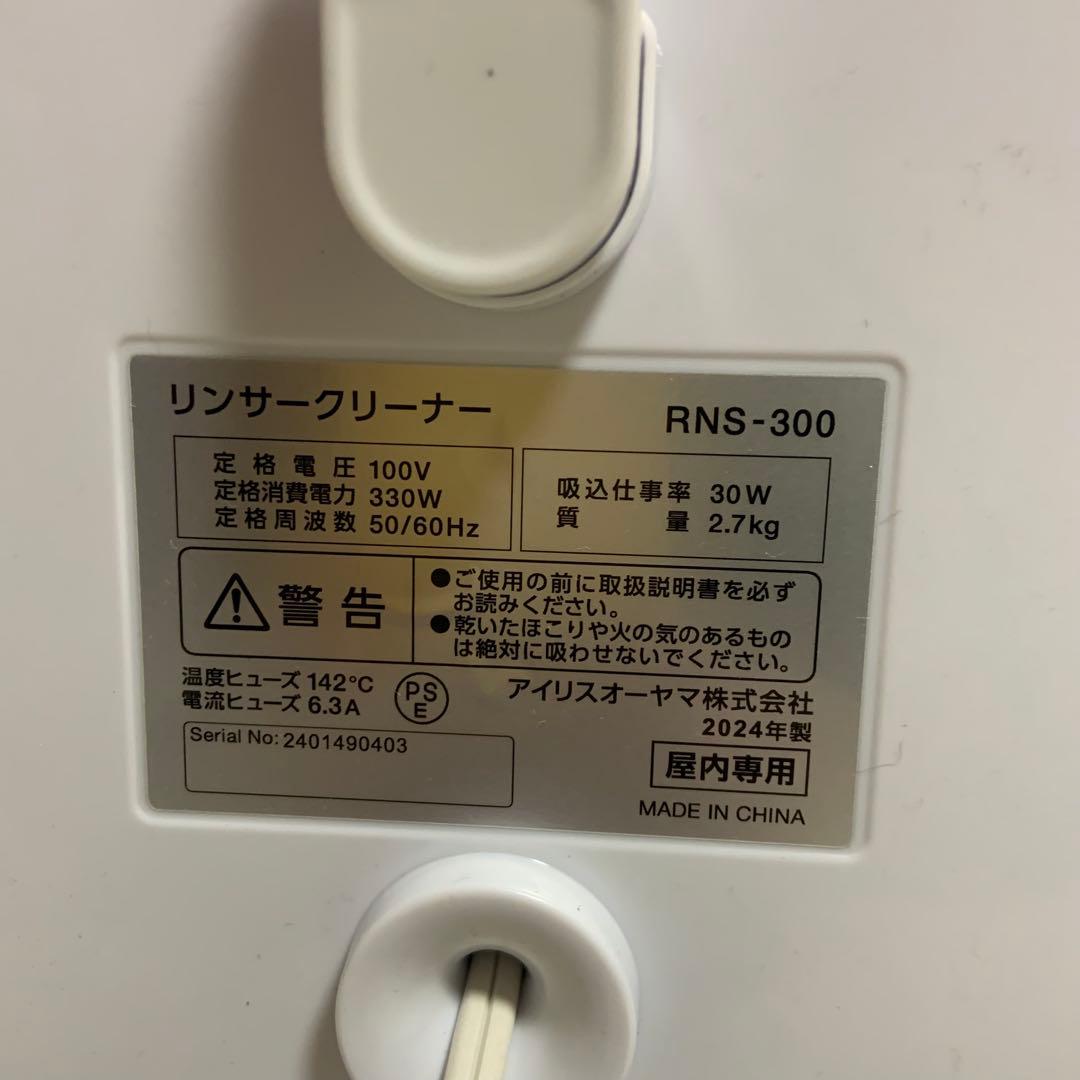 リンサークリーナー RNS-300
定格電圧 100V
定格消費電力 330W
定格周波数 50/60Hz
吸込仕事率 30W
質量 2.7kg
警告
●ご使用の前に取扱説明書を必ず
お読みください。
●乾いたほこりや火の気のあるもの
は絶対に吸わせないでください。
温度ヒューズ 142℃
電流ヒューズ 6.3A
PS
E
アイリスオーヤマ株式会社
2024年製
Serial No: 2401490403
屋内専用
MADE IN CHINA